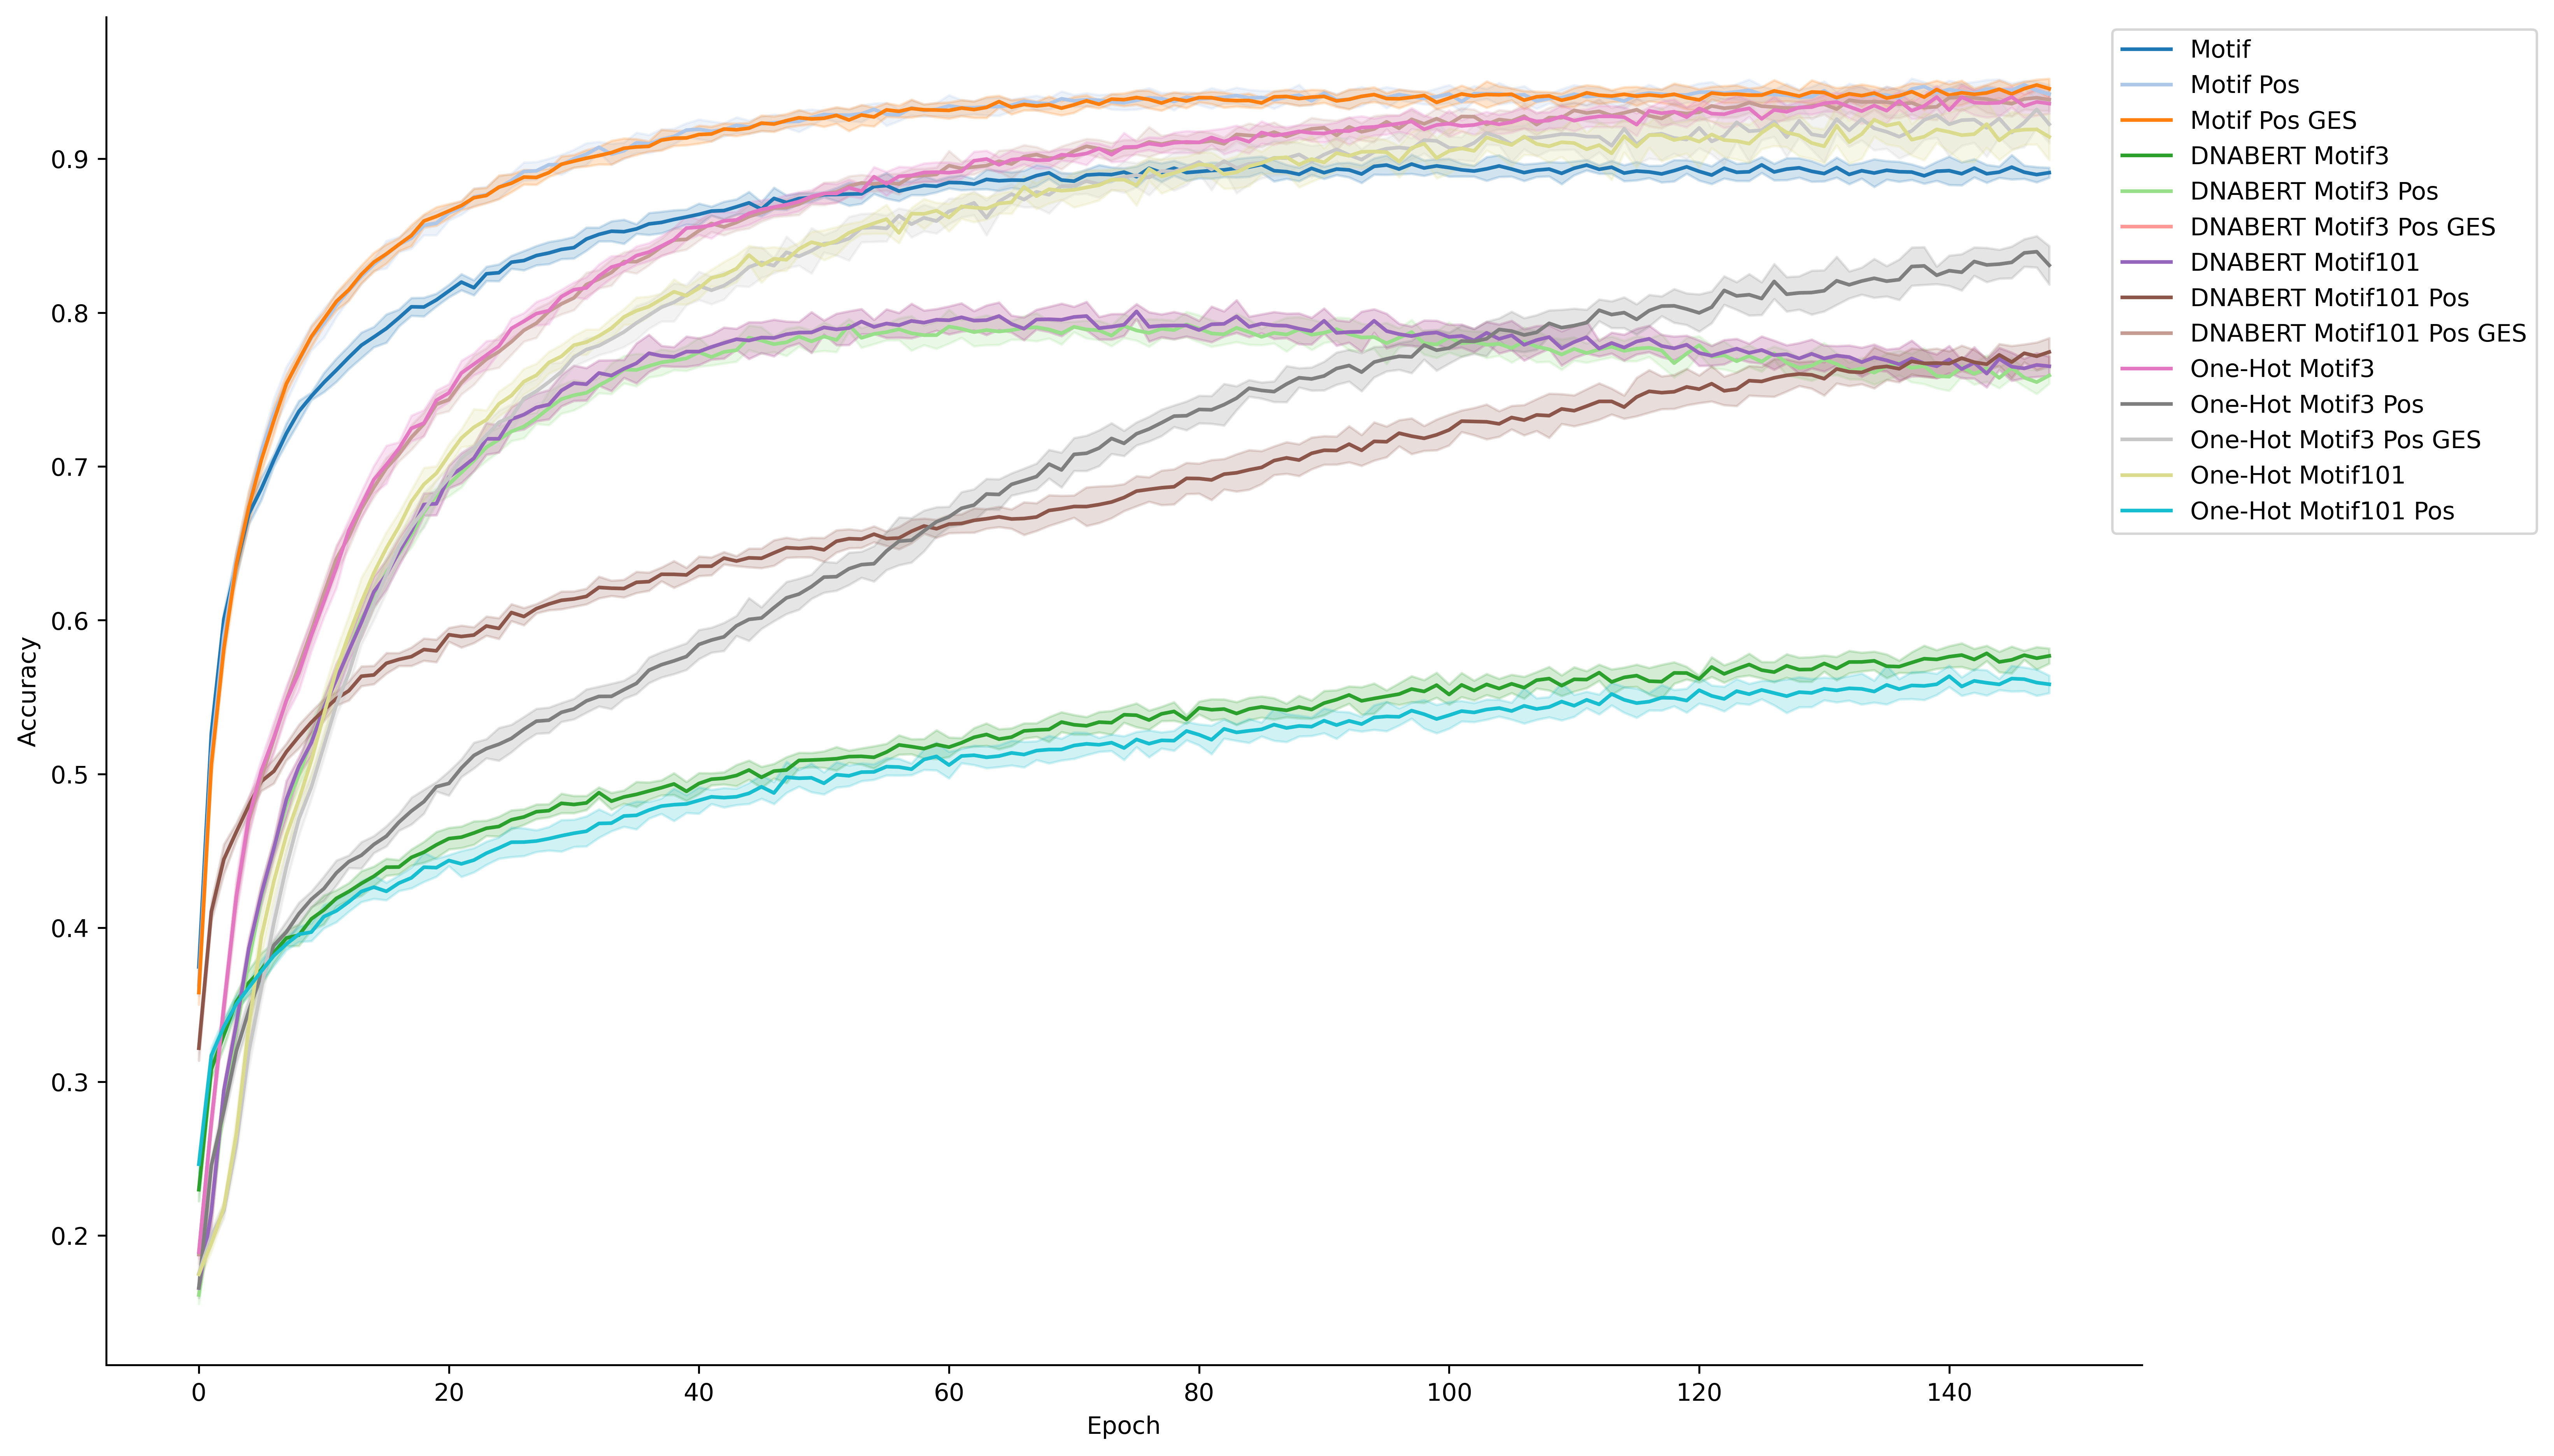 Motif
Motif Pos
Motif Pos GES
DNABERT Motif3
DNABERT Motif3 Pos
DNABERT Motif3 Pos GES
DNABERT Motif101
DNABERT Motif101 Pos
DNABERT Motif101 Pos GES
One-Hot Motif3
One-Hot Motif3 Pos
One-Hot Motif3 Pos GES
One-Hot Motif101
One-Hot Motif101 Pos
0.9
0.8
0.7
0.6
0.5
0.4
0.3
0.2
Accuracy
0 20 40 60 80 100 120 140
Epoch